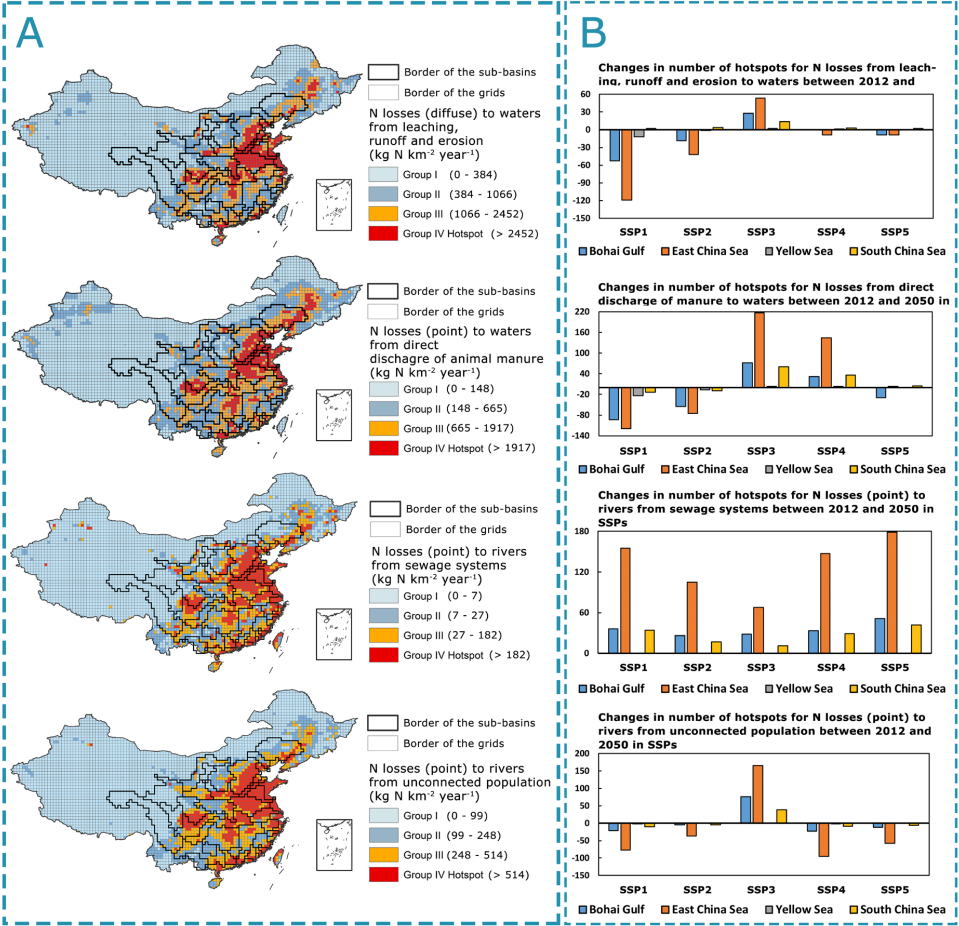 A
Border of the sub-basins
Border of the grids
N losses (diffuse) to waters
from leaching,
runoff and erosion
(kg N km⁻² year⁻¹)
Group I (0 - 384)
Group II (384 - 1066)
Group III (1066 - 2452)
Group IV Hotspot (> 2452)
Border of the sub-basins
Border of the grids
N losses (point) to waters
from direct
dischagre of animal manure
(kg N km⁻² year⁻¹)
Group I (0 - 148)
Group II (148 - 665)
Group III (665 - 1917)
Group IV Hotspot (> 1917)
Border of the sub-basins
Border of the grids
N losses (point) to rivers
from sewage systems
(kg N km⁻² year⁻¹)
Group I (0 - 7)
Group II (7 - 27)
Group III (27 - 182)
Group IV Hotspot (> 182)
Border of the sub-basins
Border of the grids
N losses (point) to rivers
from unconnected population
(kg N km⁻² year⁻¹)
Group I (0 - 99)
Group II (99 - 248)
Group III (248 - 514)
Group IV Hotspot (> 514)
B
Changes in number of hotspots for N losses from leach-
ing, runoff and erosion to waters between 2012 and
60
30
0
-30
-60
-90
-120
-150
SSP1 SSP2 SSP3 SSP4 SSP5
Bohai Gulf East China Sea Yellow Sea South China Sea
Changes in number of hotspots for N losses from direct
discharge of manure to waters between 2012 and 2050 in
220
160
100
40
-20
-80
-140
SSP1 SSP2 SSP3 SSP4 SSP5
Bohai Gulf East China Sea Yellow Sea South China Sea
Changes in number of hotspots for N losses (point) to
rivers from sewage systems between 2012 and 2050 in
SSPs
180
120
60
0
SSP1 SSP2 SSP3 SSP4 SSP5
Bohai Gulf East China Sea Yellow Sea South China Sea
Changes in number of hotspots for N losses (point) to
rivers from unconnected population between 2012 and
2050 in SSPs
200
150
100
50
0
-50
-100
-150
SSP1 SSP2 SSP3 SSP4 SSP5
Bohai Gulf East China Sea Yellow Sea South China Sea